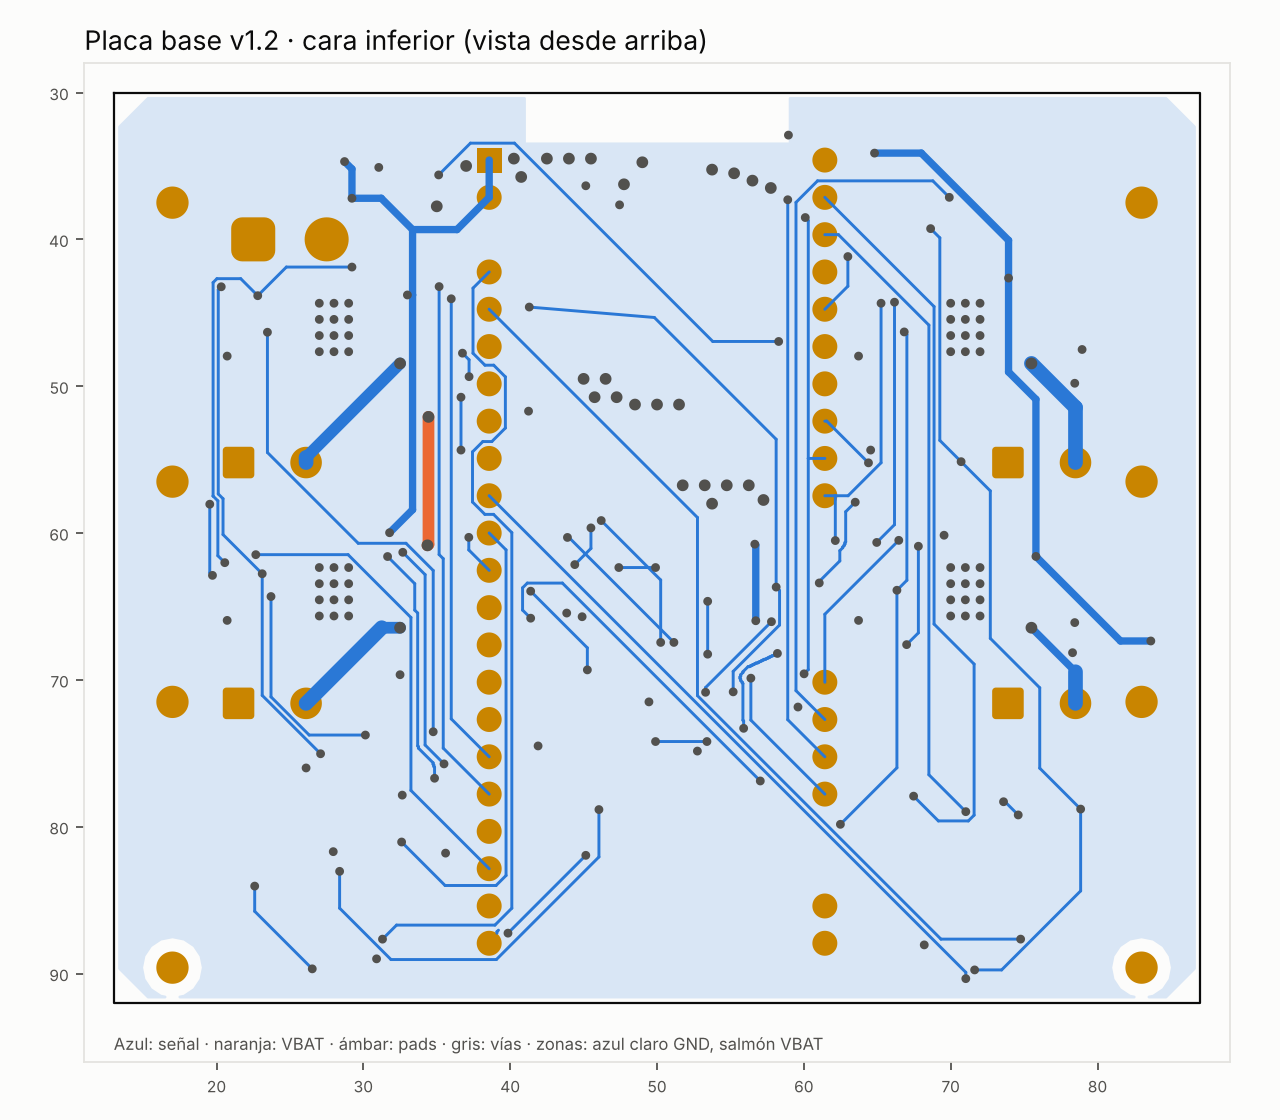 Placa base v1.2 · cara inferior (vista desde arriba)
30
40
50
60
70
80
90
Azul: señal · naranja: VBAT · ámbar: pads · gris: vías · zonas: azul claro GND, salmón VBAT
20 30 40 50 60 70 80